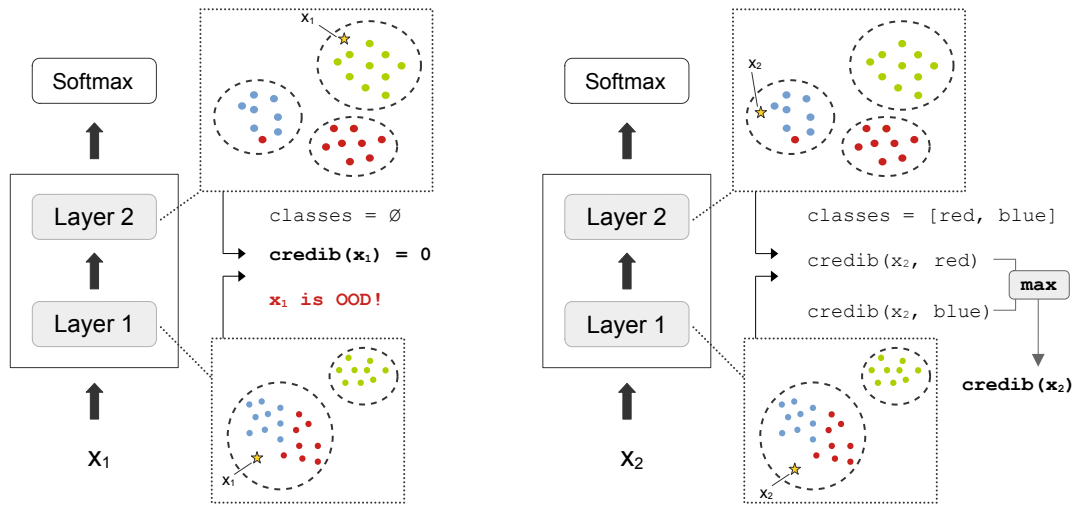 x₁
Softmax
Layer 2
classes = Ø
credib(x₁) = 0
x₁ is OOD!
Layer 1
x₁
x₁
x₂
Softmax
Layer 2
classes = [red, blue]
credib(x₂, red)
max
credib(x₂, blue)
Layer 1
credib(x₂)
x₂
x₂